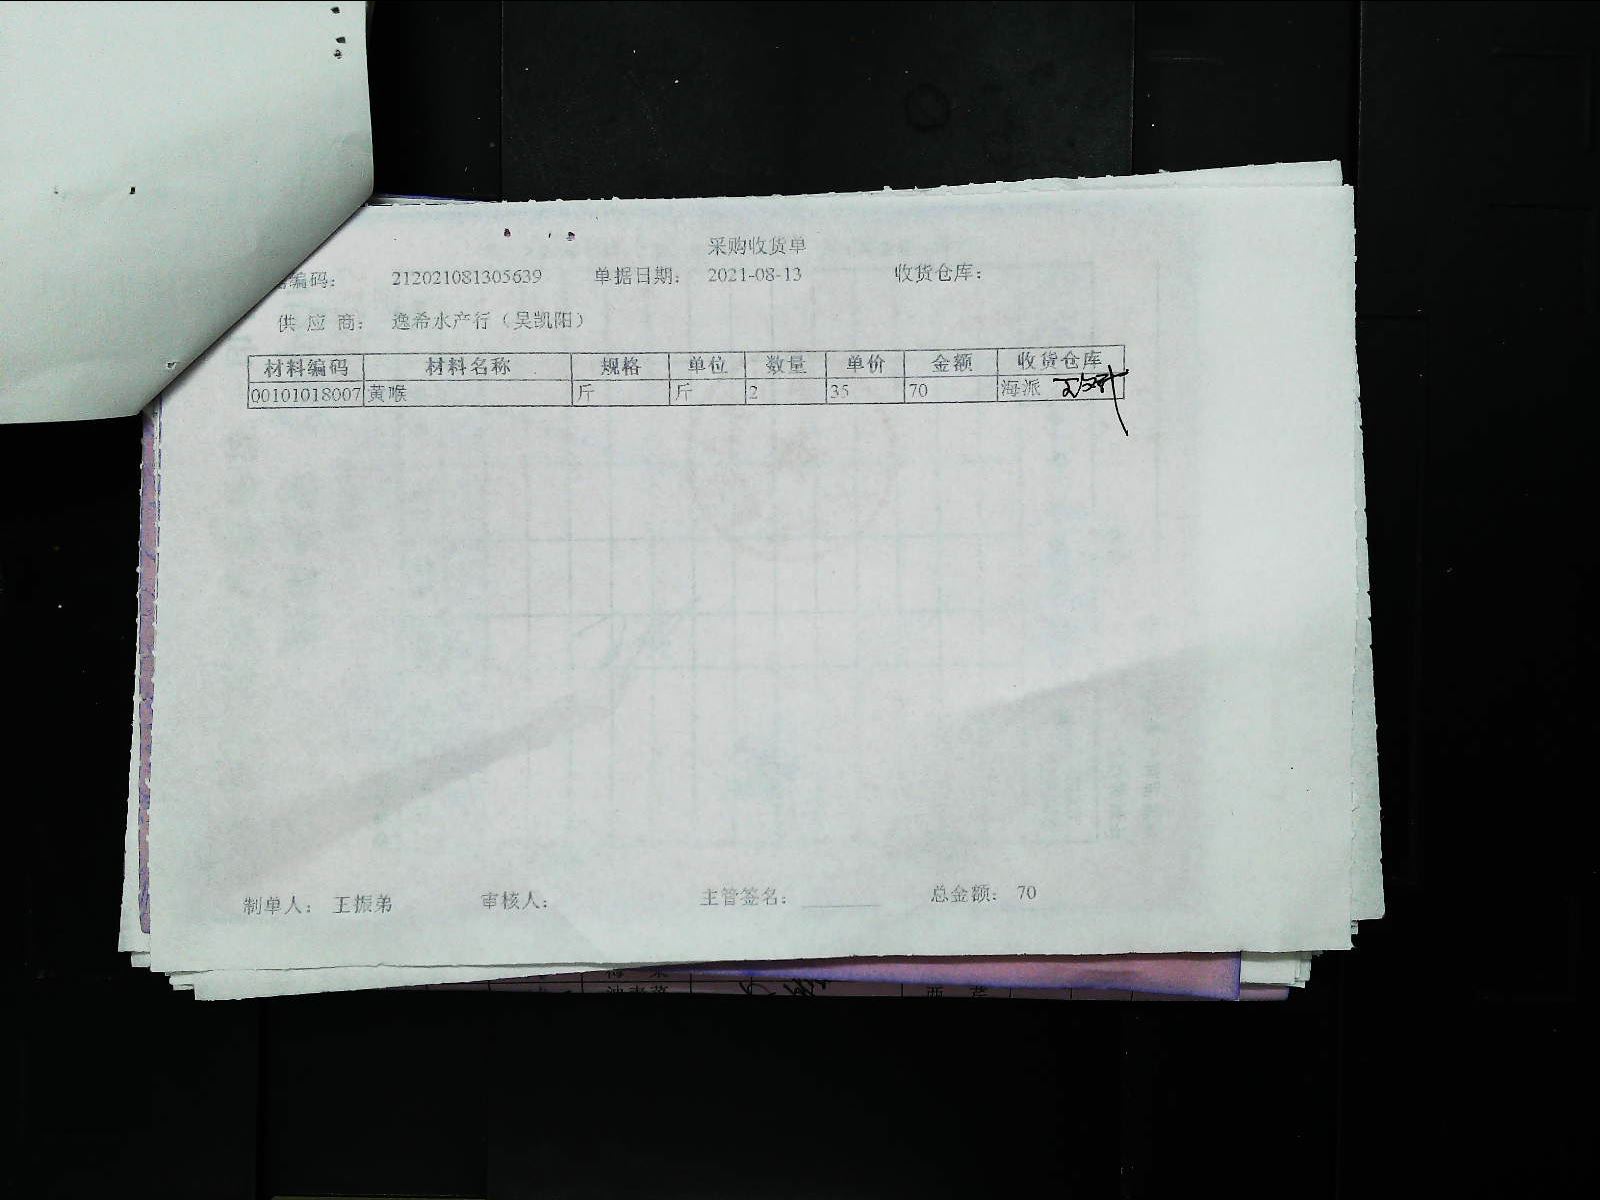 采购收货单
编码： 212021081305639 单据日期： 2021-08-13 收货仓库：
供 应 商： 逸希水产行（吴凯阳）
材料编码 材料名称 规格 单位 数量 单价 金额 收货仓库
00101018007 黄喉 斤 斤 2 35 70 海派
制单人： 王振弟 审核人： 主管签名： 总金额： 70